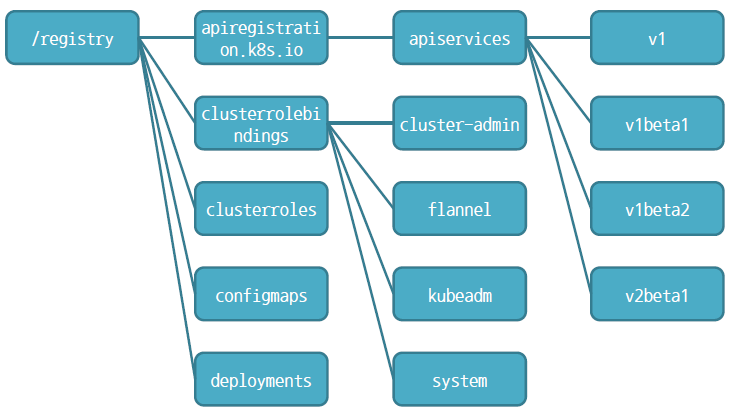 /registry
apiregistrati
on.k8s.io
apiservices
v1
clusterrolebi
ndings
cluster-admin
v1beta1
clusterroles
flannel
v1beta2
configmaps
kubeadm
v2beta1
deployments
system